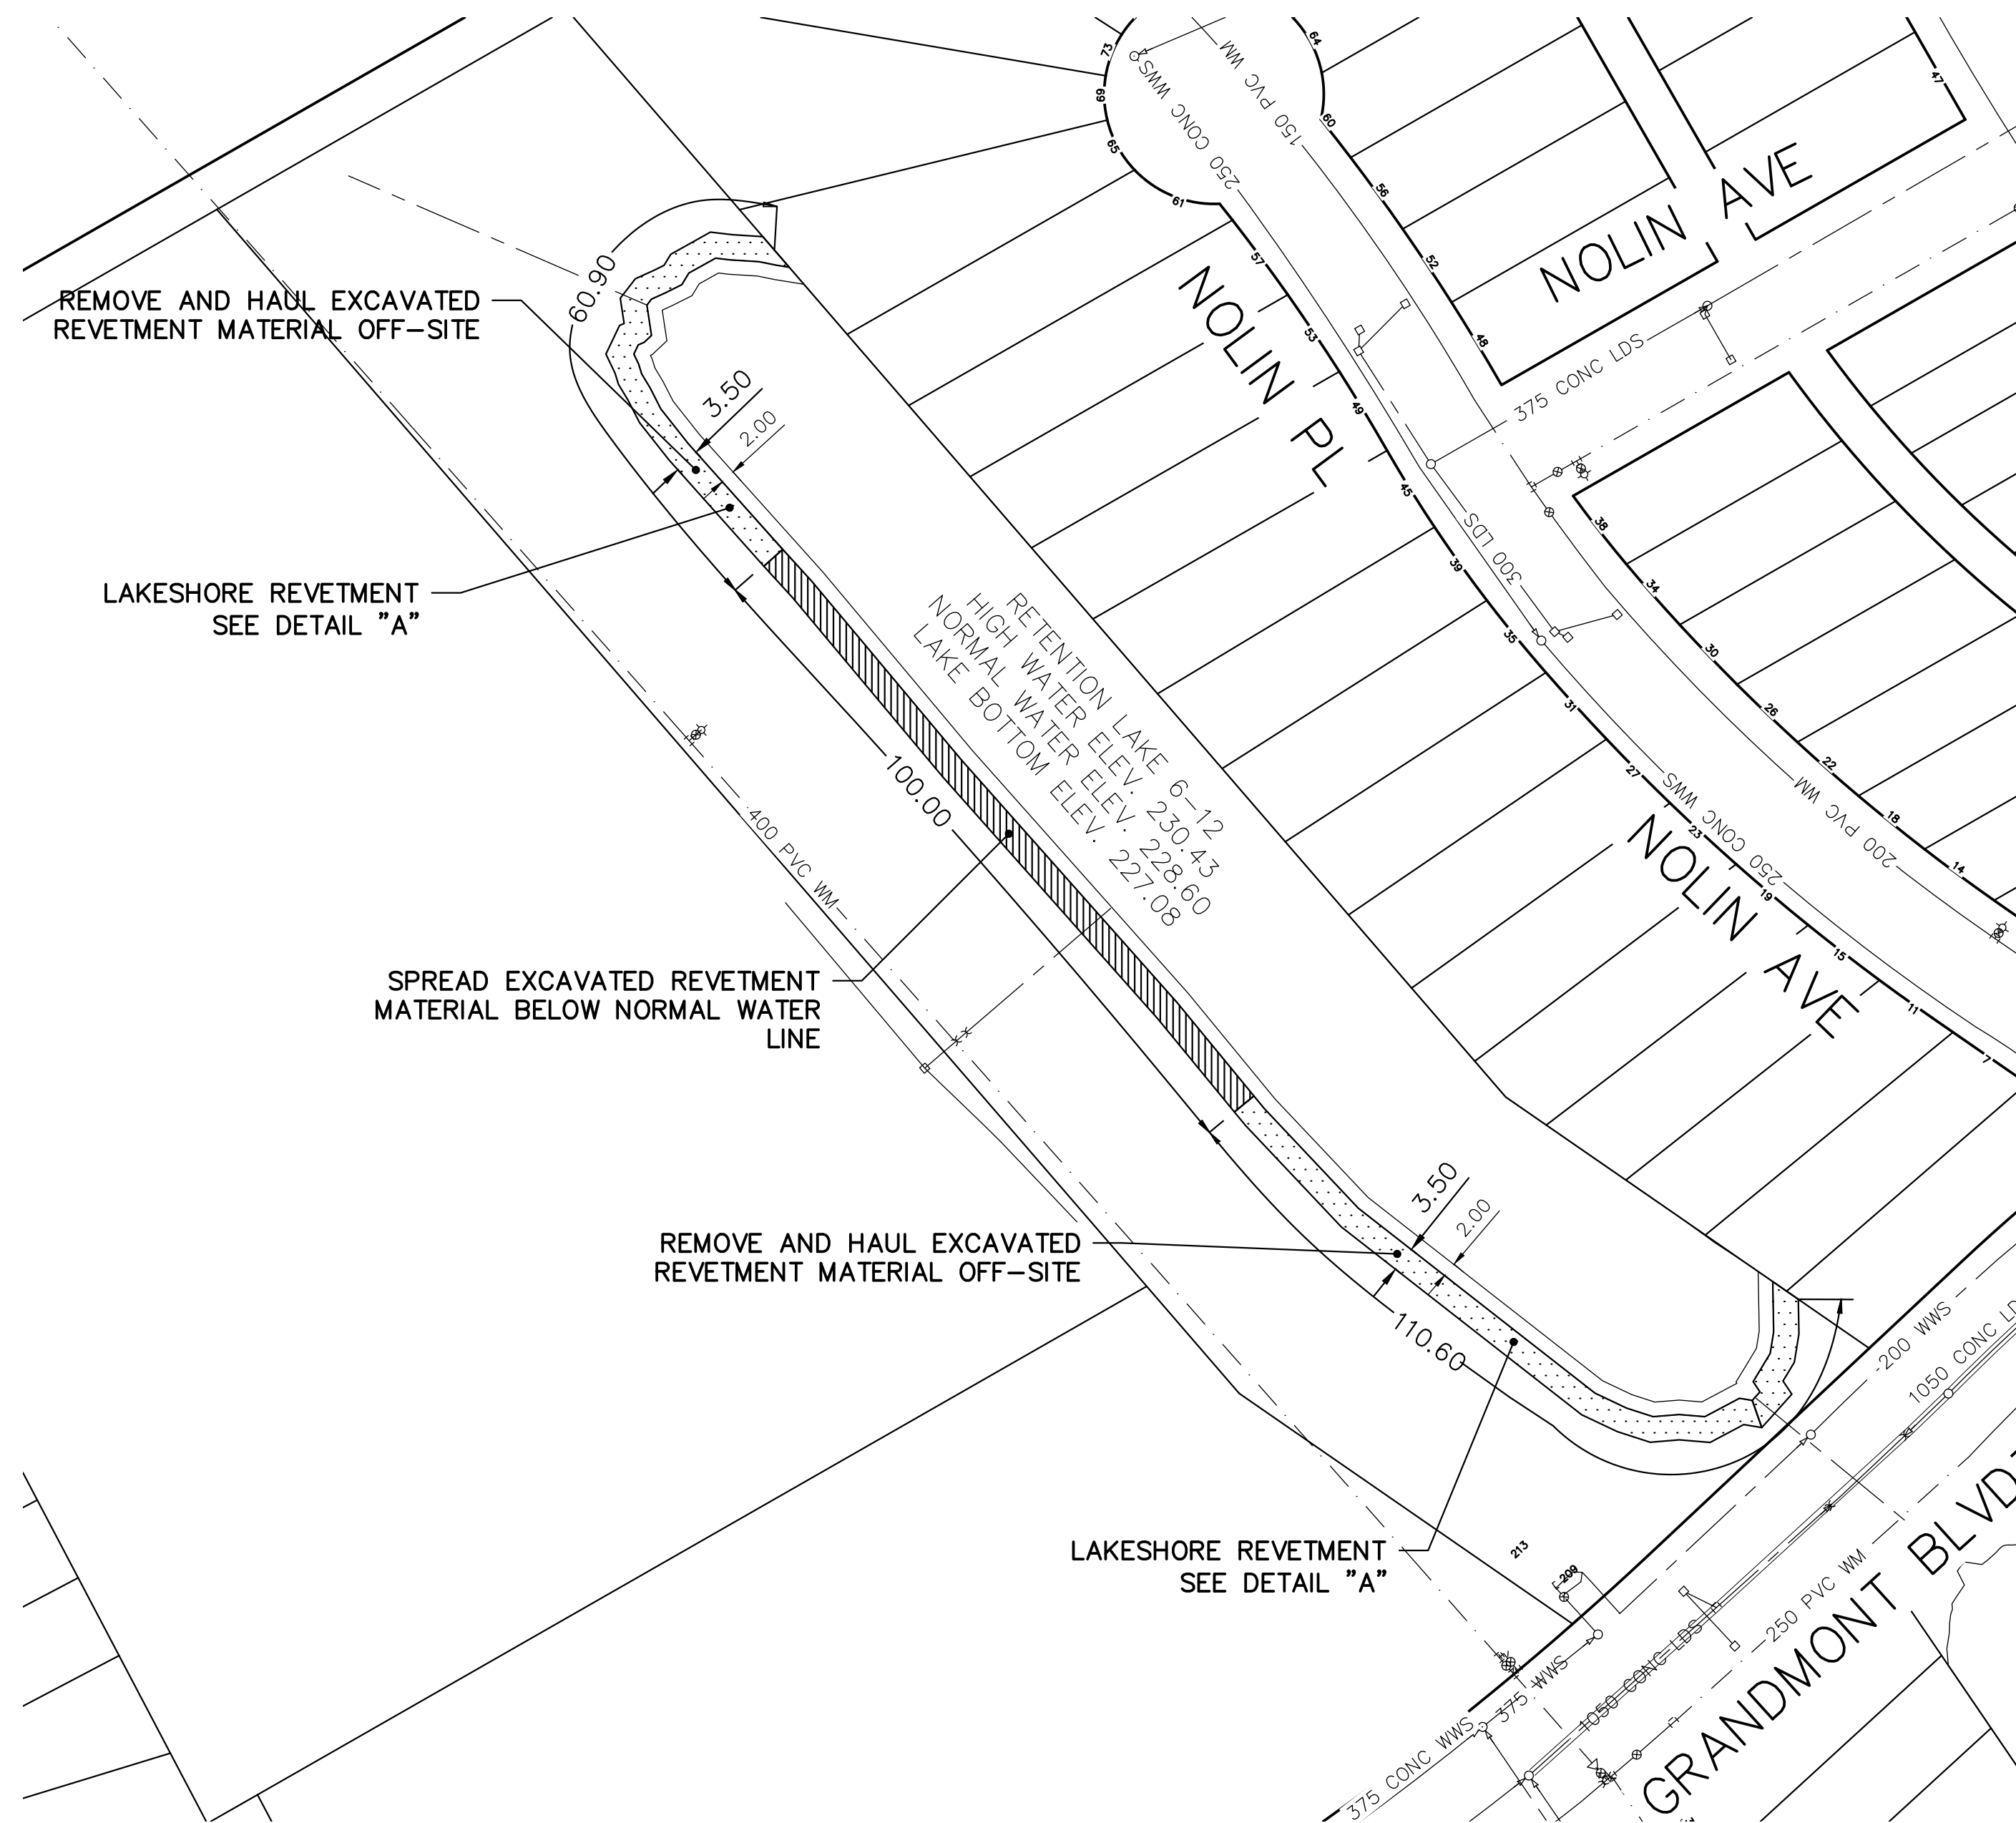 REMOVE AND HAUL EXCAVATED
REVETMENT MATERIAL OFF-SITE
LAKESHORE REVETMENT
SEE DETAIL "A"
60.90
3.50
2.00
100.00
400 PVC WM
RETENTION LAKE 6-12
HIGH WATER ELEV. 230.43
NORMAL WATER ELEV. 228.60
LAKE BOTTOM ELEV. 227.08
SPREAD EXCAVATED REVETMENT
MATERIAL BELOW NORMAL WATER
LINE
REMOVE AND HAUL EXCAVATED
REVETMENT MATERIAL OFF-SITE
3.50
2.00
110.60
LAKESHORE REVETMENT
SEE DETAIL "A"
73
69
65
61
57
53
49
45
39
35
31
27
23
19
15
11
7
64
60
56
52
48
47
38
34
30
26
22
18
14
250 CONC WWS
150 PVC WM
NOLIN PL
NOLIN AVE
375 CONC LDS
300 LDS
250 CONC WWS
200 PVC WM
NOLIN AVE
200 WWS
1050 CONC LD
213
209
375 CONC WWS
375 WWS
1050 CONC LDS
250 PVC WM
GRANDMONT BLVD